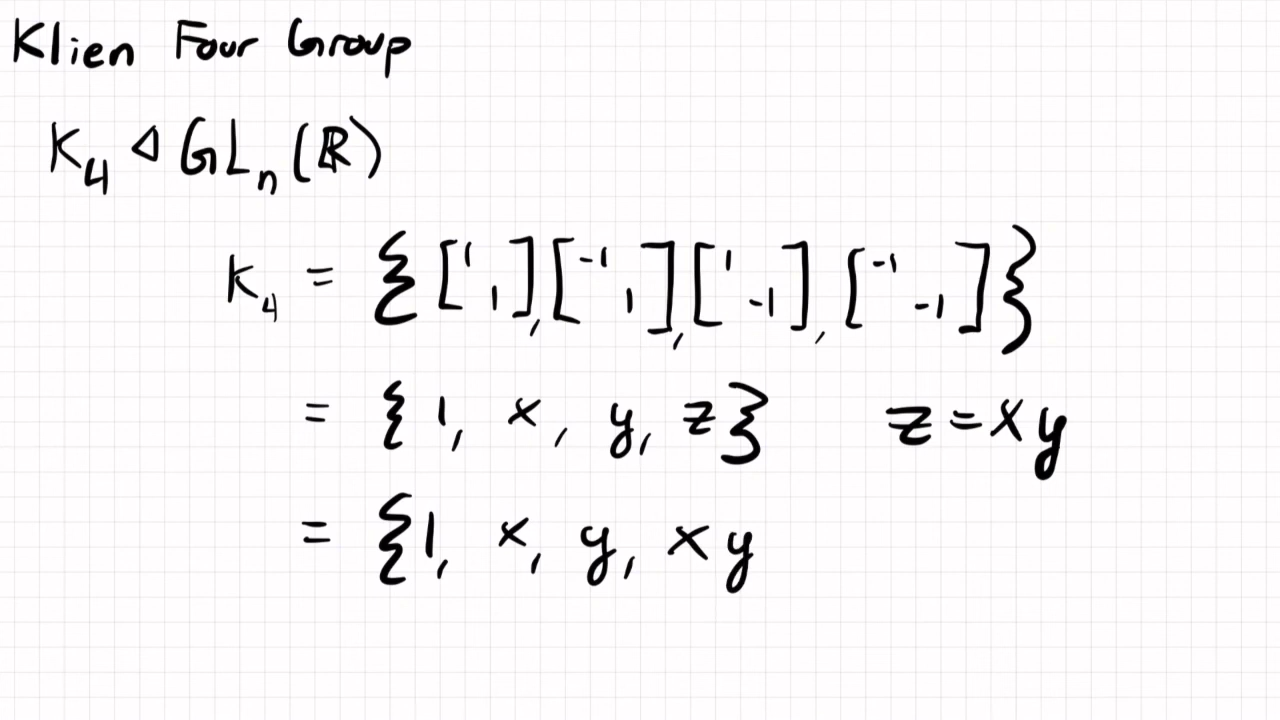 Klien Four Group
K₄ ⊲ GLₙ(ℝ)
K₄ = {[1 1], [-1 1], [1 -1], [-1 -1]}
= {1, x, y, z} z = xy
= {1, x, y, xy